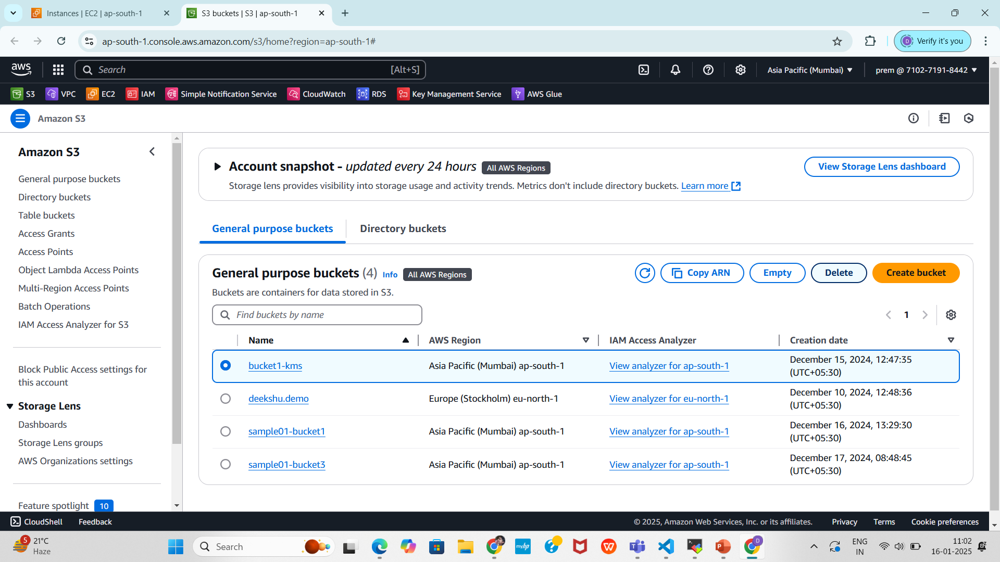 Instances | EC2 | ap-south-1
S3 buckets | S3 | ap-south-1
ap-south-1.console.aws.amazon.com/s3/home?region=ap-south-1#
D
Verify it's you
aws
Search
[Alt+S]
Asia Pacific (Mumbai)
prem @ 7102-7191-8442
S3
VPC
EC2
IAM
Simple Notification Service
CloudWatch
RDS
Key Management Service
AWS Glue
Amazon S3
Amazon S3
General purpose buckets
Directory buckets
Table buckets
Access Grants
Access Points
Object Lambda Access Points
Multi-Region Access Points
Batch Operations
IAM Access Analyzer for S3
Block Public Access settings for
this account
Storage Lens
Dashboards
Storage Lens groups
AWS Organizations settings
Feature spotlight 10
Account snapshot - updated every 24 hours All AWS Regions
View Storage Lens dashboard
Storage lens provides visibility into storage usage and activity trends. Metrics don't include directory buckets. Learn more
General purpose buckets
Directory buckets
General purpose buckets (4) Info All AWS Regions
Copy ARN
Empty
Delete
Create bucket
Buckets are containers for data stored in S3.
Find buckets by name
1
Name AWS Region IAM Access Analyzer Creation date
bucket1-kms Asia Pacific (Mumbai) ap-south-1 View analyzer for ap-south-1 December 15, 2024, 12:47:35
(UTC+05:30)
deekshu.demo Europe (Stockholm) eu-north-1 View analyzer for eu-north-1 December 10, 2024, 12:48:36
(UTC+05:30)
sample01-bucket1 Asia Pacific (Mumbai) ap-south-1 View analyzer for ap-south-1 December 16, 2024, 13:29:30
(UTC+05:30)
sample01-bucket3 Asia Pacific (Mumbai) ap-south-1 View analyzer for ap-south-1 December 17, 2024, 08:48:45
(UTC+05:30)
CloudShell
Feedback
© 2025, Amazon Web Services, Inc. or its affiliates.
Privacy
Terms
Cookie preferences
5
21°C
Haze
Search
myhp
D
ENG
IN
11:02
16-01-2025